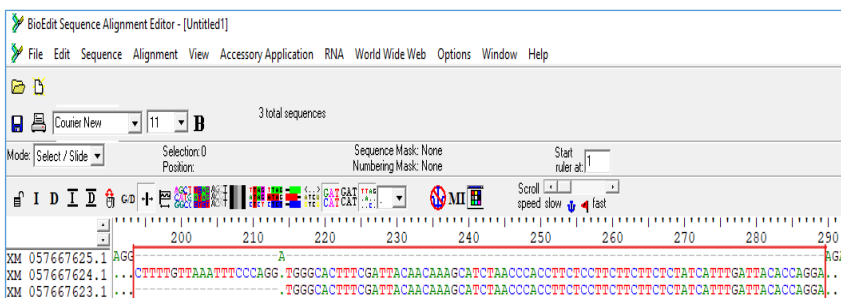 BioEdit Sequence Alignment Editor - [Untitled1]
File Edit Sequence Alignment View Accessory Application RNA World Wide Web Options Window Help
Courier New 11 B 3 total sequences
Mode: Select / Slide Selection: 0 Position: Sequence Mask: None Numbering Mask: None Start ruler at: 1
I D I D G/D MI Scroll speed slow fast
200 210 220 230 240 250 260 270 280 290
XM 057667625.1 AGG--------------------A---------------------------------------------------------------------------AGA
XM 057667624.1 ...CTTTTGTTAAATTTCCCAGG.TGGGCACTTTCGATTACAACAAAGCATCTAACCCACCTTCTCCTTCTTCTTCTCTATCATTTGATTACACCAGGA..
XM 057667623.1 ...--------------------.TGGGCACTTTCGATTACAACAAAGCATCTAACCCACCTTCTCCTTCTTCTTCTCTATCATTTGATTACACCAGGA..